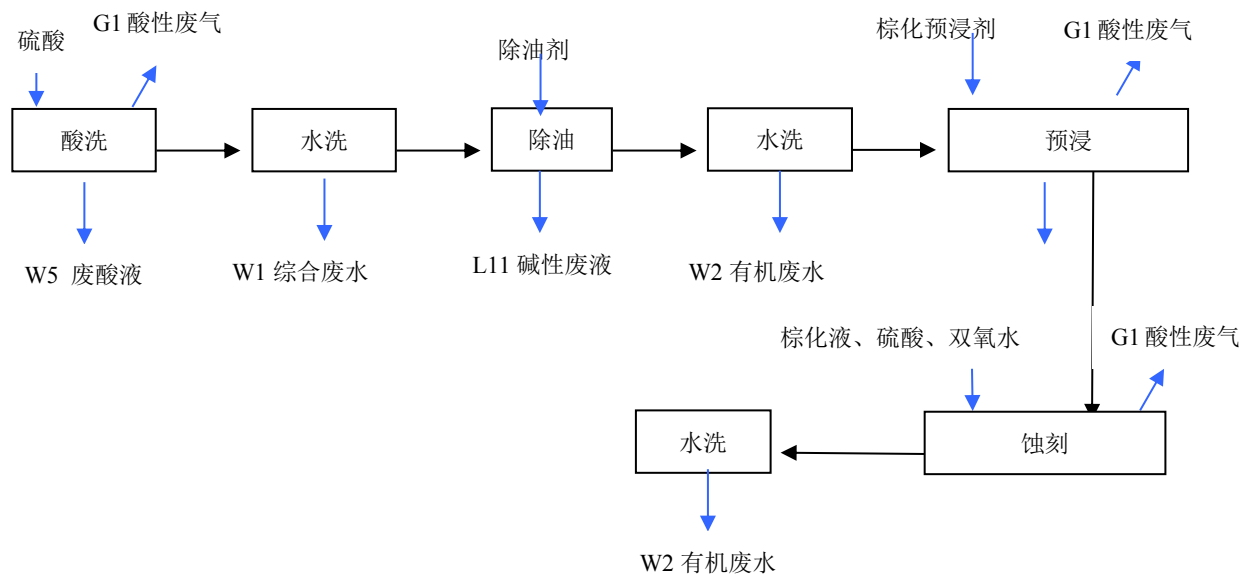 G1 酸性废气
硫酸
除油剂
棕化预浸剂
G1 酸性废气
酸洗
水洗
除油
水洗
预浸
W5 废酸液
W1 综合废水
L11 碱性废液
W2 有机废水
棕化液、硫酸、双氧水
G1 酸性废气
水洗
蚀刻
W2 有机废水